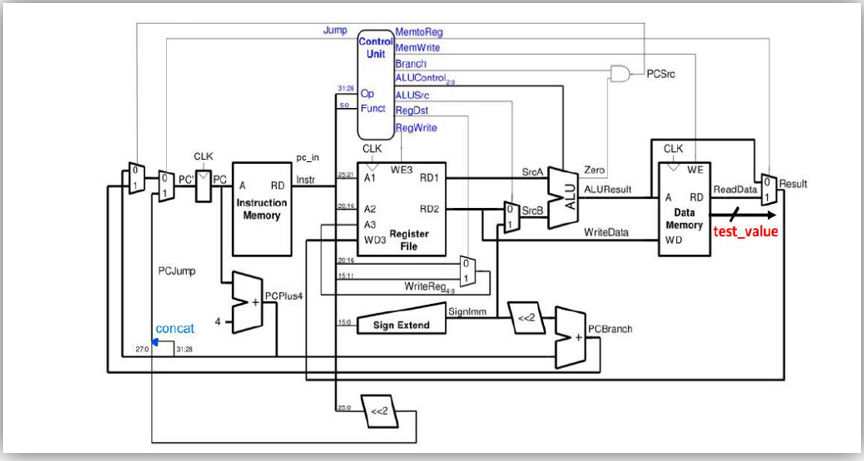 Jump
Control
Unit
MemtoReg
MemWrite
Branch
ALUControl2:0
ALUSrc
RegDst
RegWrite
PCSrc
31:26
Op
5:0
Funct
CLK
CLK
CLK
pc_in
0
1
PC'
0
1
PC
A
RD
Instr
Instruction
Memory
25:21
A1
WE3
RD1
20:16
A2
RD2
A3
WD3
Register
File
SrcA
Zero
0
1
SrcB
ALU
ALUResult
WE
A
RD
Data
Memory
WD
ReadData
0
1
Result
test_value
WriteData
20:16
0
15:11
1
WriteReg4:0
PCJump
PCPlus4
+
4
SignImm
15:0
Sign Extend
<<2
+
PCBranch
concat
27:0
31:28
25:0
<<2